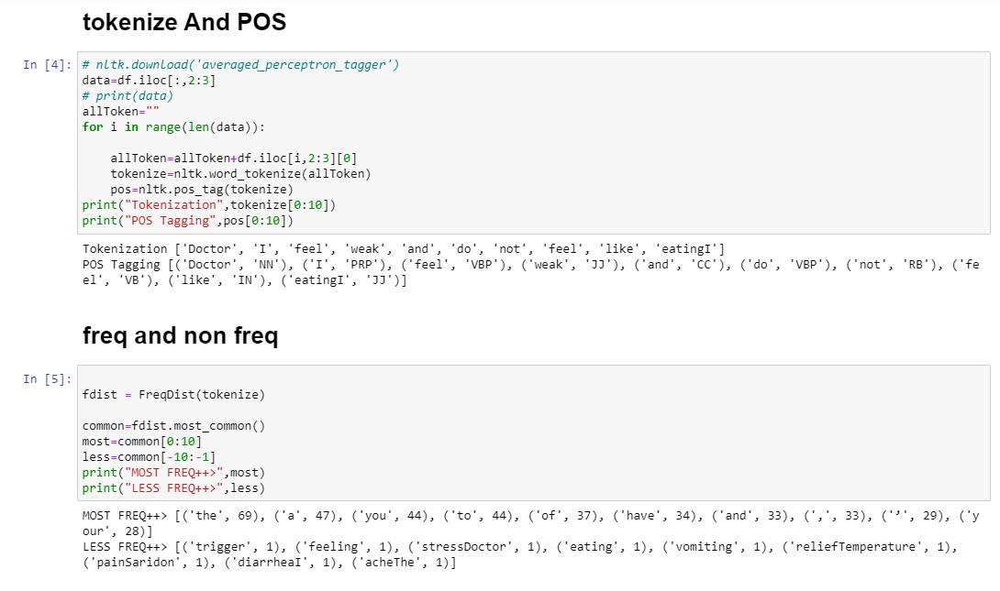 tokenize And POS
In [4]: # nltk.download('averaged_perceptron_tagger')
data=df.iloc[:,2:3]
# print(data)
allToken=""
for i in range(len(data)):
    allToken=allToken+df.iloc[i,2:3][0]
    tokenize=nltk.word_tokenize(allToken)
    pos=nltk.pos_tag(tokenize)
print("Tokenization",tokenize[0:10])
print("POS Tagging",pos[0:10])
Tokenization ['Doctor', 'I', 'feel', 'weak', 'and', 'do', 'not', 'feel', 'like', 'eatingI']
POS Tagging [('Doctor', 'NN'), ('I', 'PRP'), ('feel', 'VBP'), ('weak', 'JJ'), ('and', 'CC'), ('do', 'VBP'), ('not', 'RB'), ('fe
el', 'VB'), ('like', 'IN'), ('eatingI', 'JJ')]
freq and non freq
In [5]:
fdist = FreqDist(tokenize)
common=fdist.most_common()
most=common[0:10]
less=common[-10:-1]
print("MOST FREQ++>",most)
print("LESS FREQ++>",less)
MOST FREQ++> [('the', 69), ('a', 47), ('you', 44), ('to', 44), ('of', 37), ('have', 34), ('and', 33), (',', 33), ('’', 29), ('y
our', 28)]
LESS FREQ++> [('trigger', 1), ('feeling', 1), ('stressDoctor', 1), ('eating', 1), ('vomiting', 1), ('reliefTemperature', 1),
('painSaridon', 1), ('diarrheaI', 1), ('acheThe', 1)]